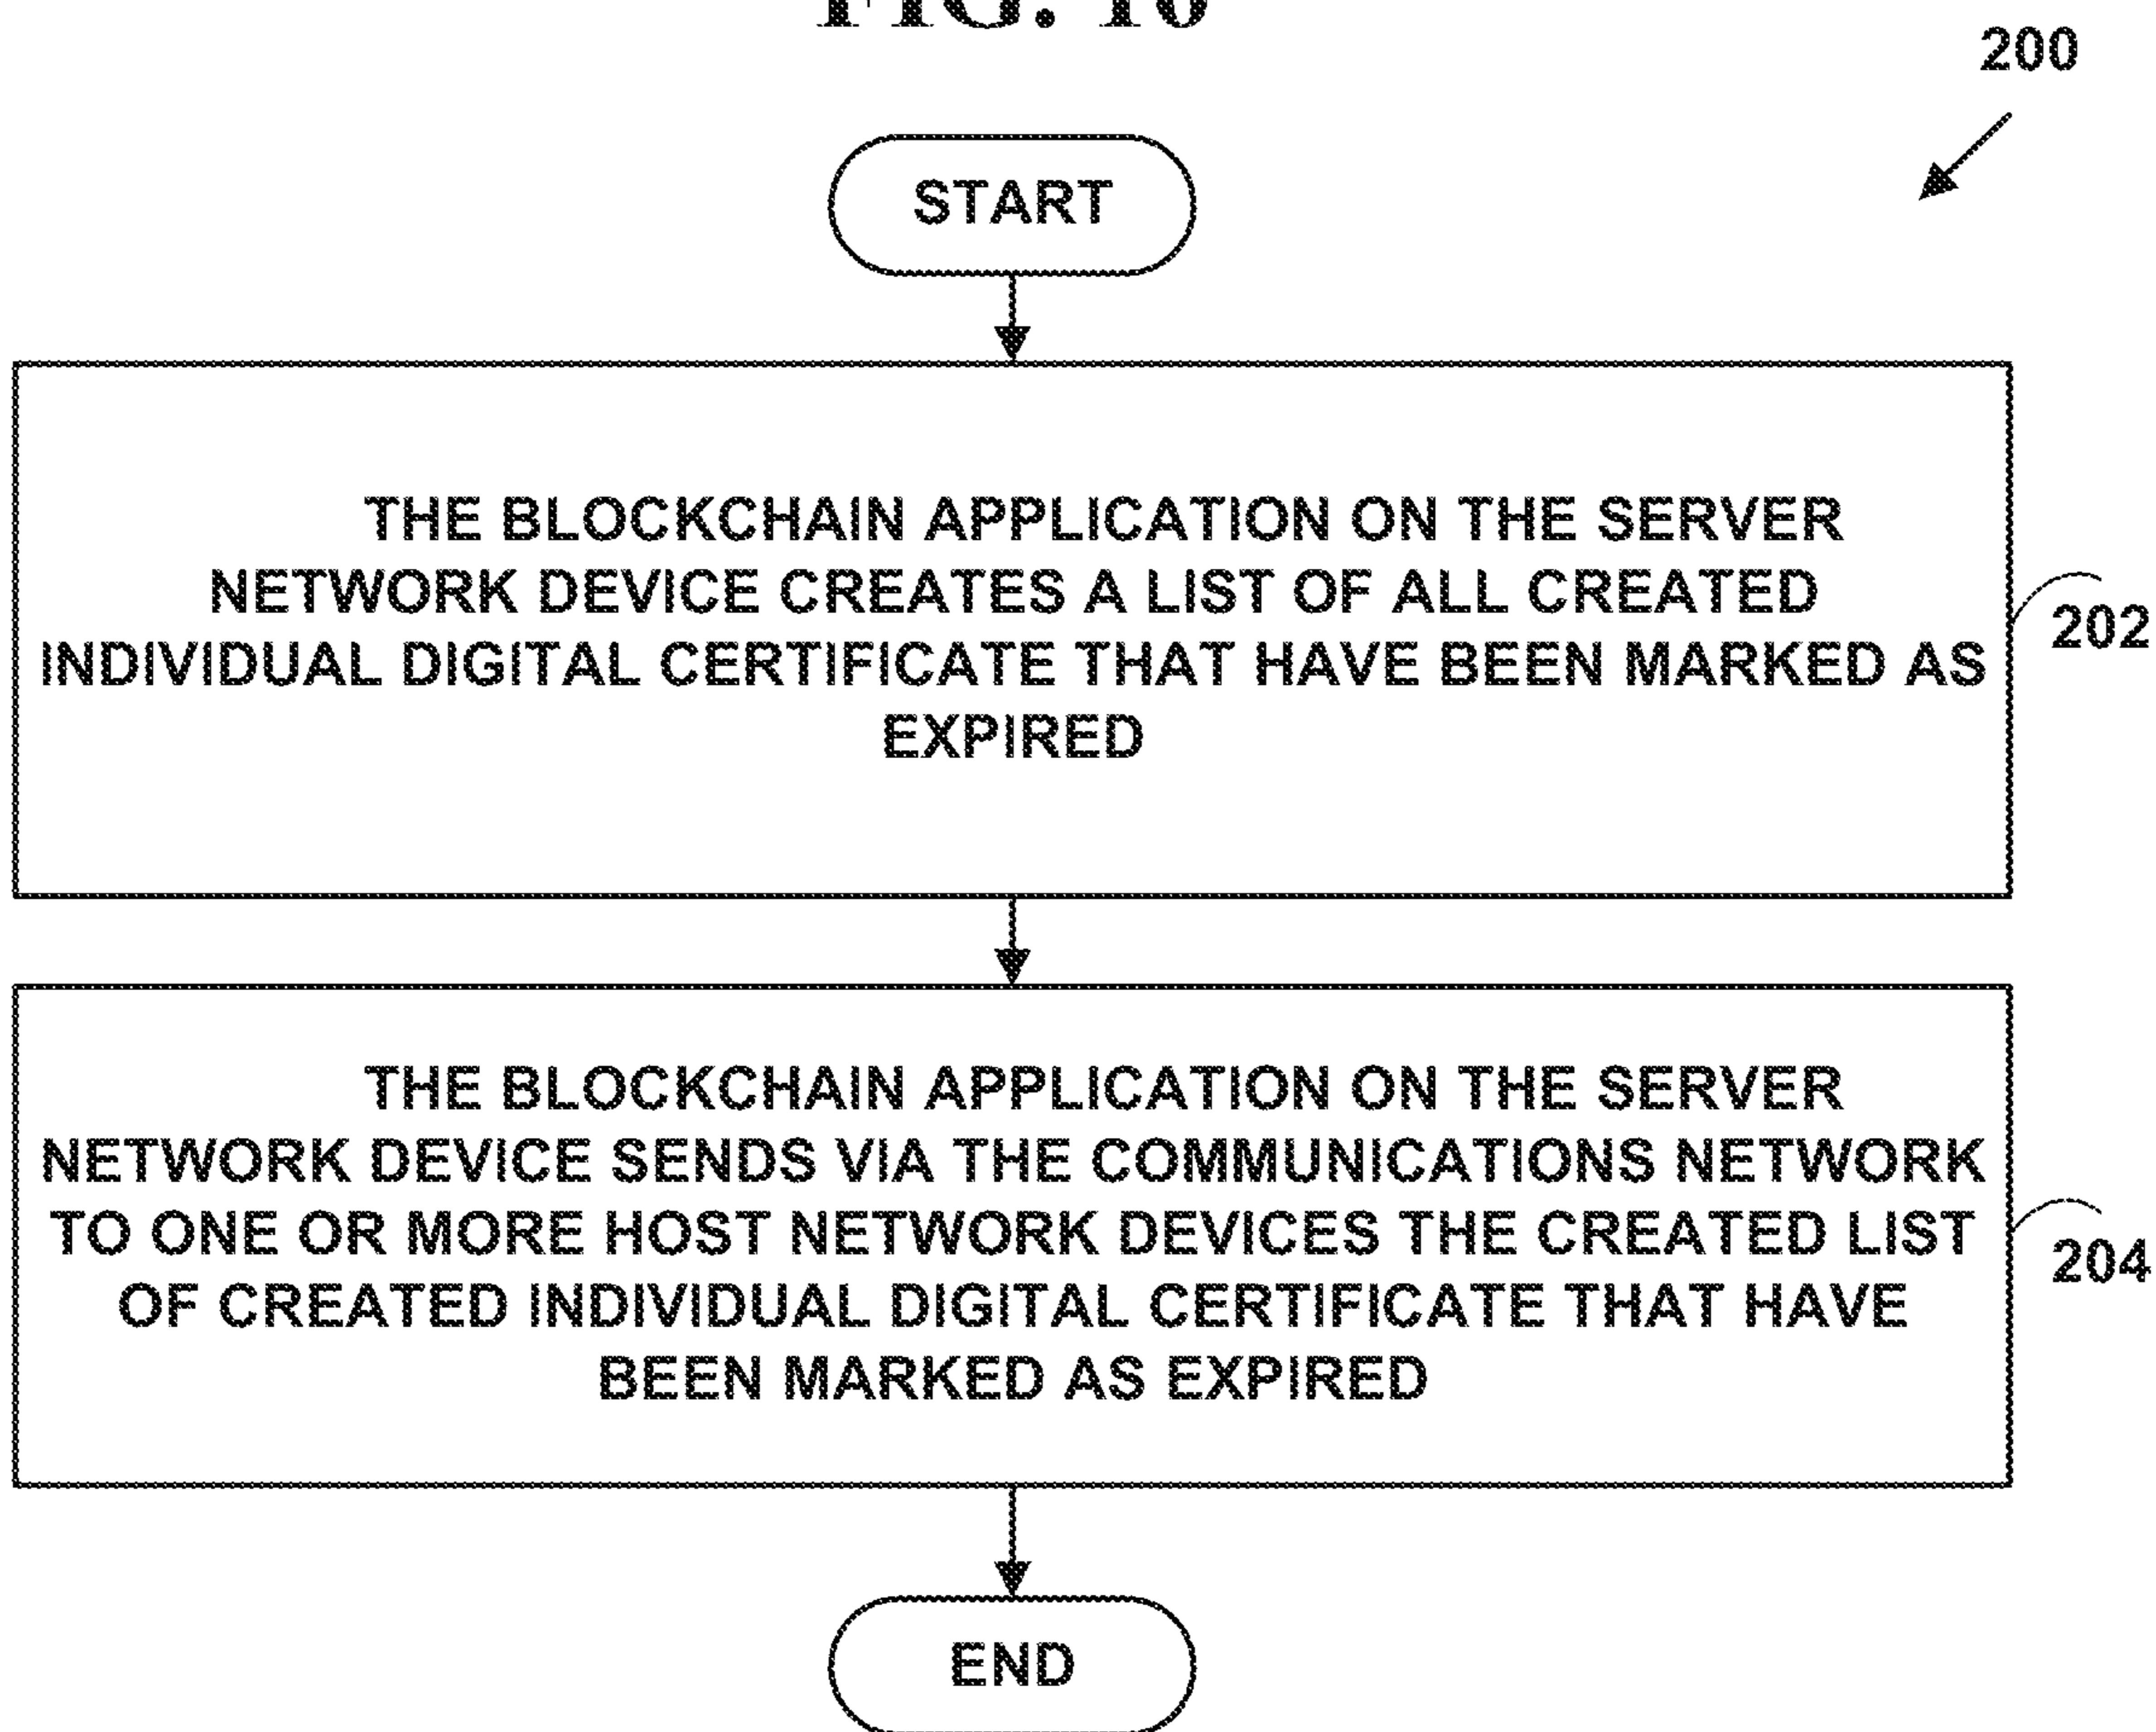 FIG.
200
START
THE BLOCKCHAIN APPLICATION ON THE SERVER
NETWORK DEVICE CREATES A LIST OF ALL CREATED
INDIVIDUAL DIGITAL CERTIFICATE THAT HAVE BEEN MARKED AS
EXPIRED
202
THE BLOCKCHAIN APPLICATION ON THE SERVER
NETWORK DEVICE SENDS VIA THE COMMUNICATIONS NETWORK
TO ONE OR MORE HOST NETWORK DEVICES THE CREATED LIST
OF CREATED INDIVIDUAL DIGITAL CERTIFICATE THAT HAVE
BEEN MARKED AS EXPIRED
204
END